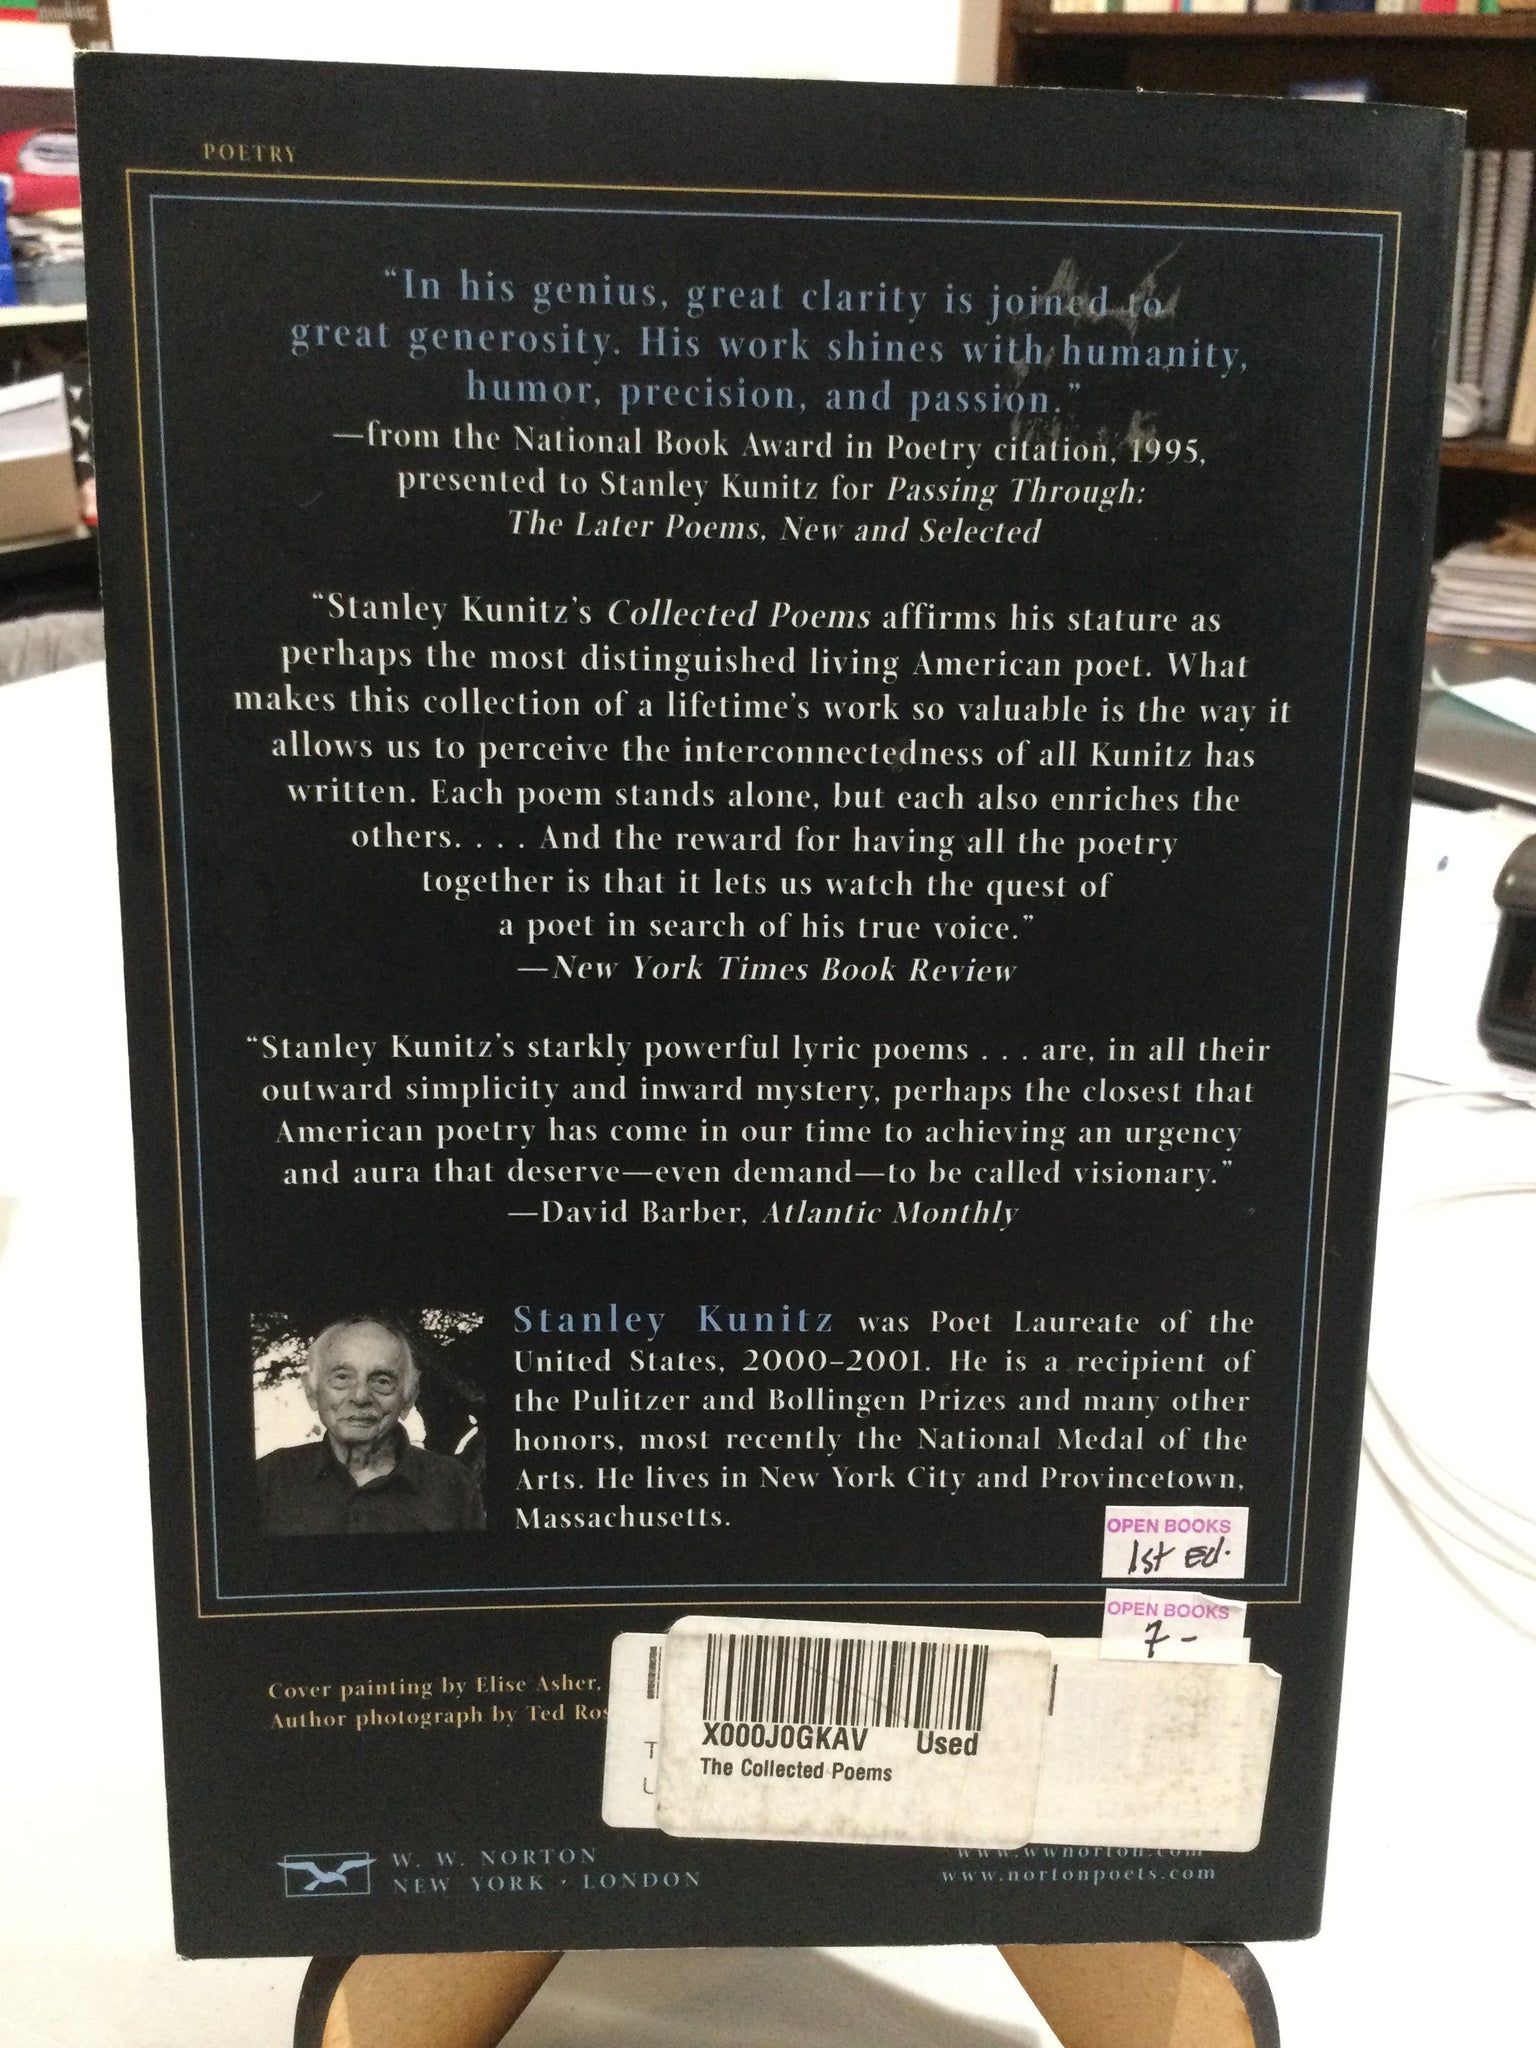 POETRY
“In his genius, great clarity is joined to
great generosity. His work shines with humanity,
humor, precision, and passion.”
—from the National Book Award in Poetry citation, 1995,
presented to Stanley Kunitz for Passing Through:
The Later Poems, New and Selected
“Stanley Kunitz’s Collected Poems affirms his stature as
perhaps the most distinguished living American poet. What
makes this collection of a lifetime’s work so valuable is the way it
allows us to perceive the interconnectedness of all Kunitz has
written. Each poem stands alone, but each also enriches the
others. . . . And the reward for having all the poetry
together is that it lets us watch the quest of
a poet in search of his true voice.”
—New York Times Book Review
“Stanley Kunitz’s starkly powerful lyric poems . . . are, in all their
outward simplicity and inward mystery, perhaps the closest that
American poetry has come in our time to achieving an urgency
and aura that deserve—even demand—to be called visionary.”
—David Barber, Atlantic Monthly
Stanley Kunitz was Poet Laureate of the
United States, 2000–2001. He is a recipient of
the Pulitzer and Bollingen Prizes and many other
honors, most recently the National Medal of the
Arts. He lives in New York City and Provincetown,
Massachusetts.
OPEN BOOKS
1st Ed.
OPEN BOOKS
7 -
Cover painting by Elise Asher,
Author photograph by Ted
X000J0GKAV Used
The Collected Poems
W. W. NORTON
NEW YORK · LONDON
www.wwnorton.com
www.nortonpoets.com